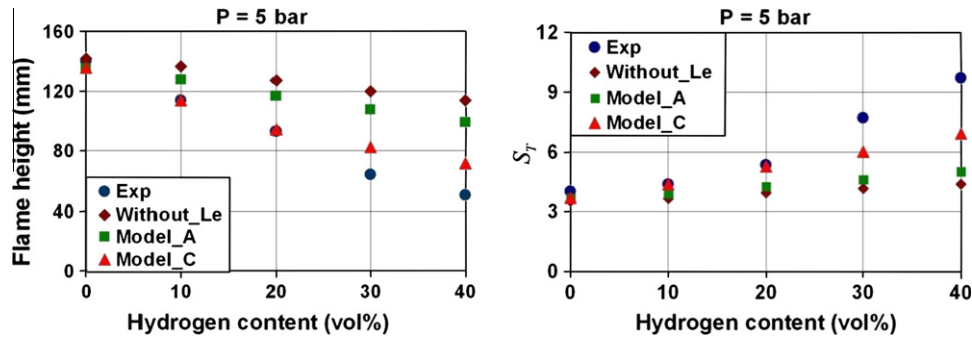 P = 5 bar
Flame height (mm)
160
120
80
40
0
Exp
Without_Le
Model_A
Model_C
0 10 20 30 40
Hydrogen content (vol%)
P = 5 bar
S_T
12
9
6
3
0
Exp
Without_Le
Model_A
Model_C
0 10 20 30 40
Hydrogen content (vol%)